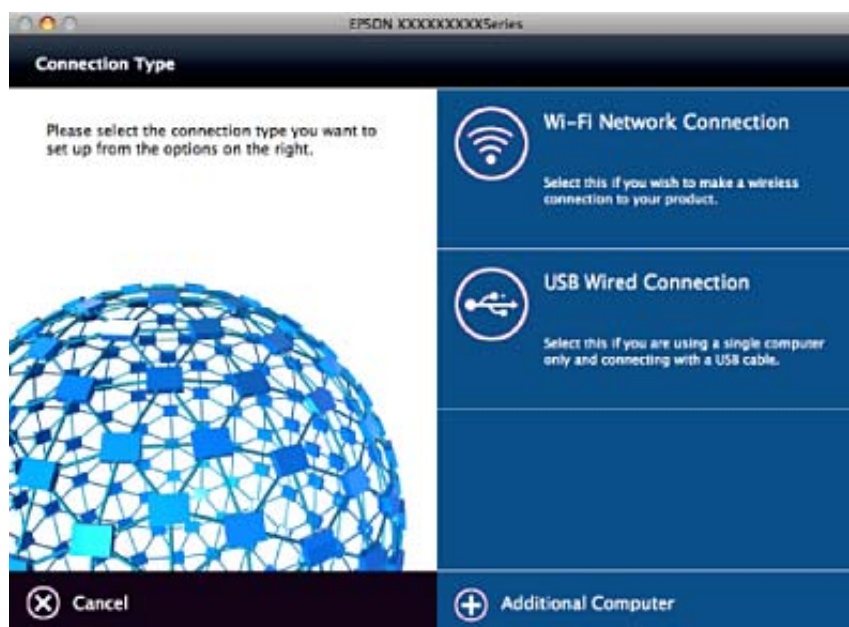 EPSON XXXXXXXXXSeries
Connection Type
Please select the connection type you want to
set up from the options on the right.
Wi-Fi Network Connection
Select this if you wish to make a wireless
connection to your product.
USB Wired Connection
Select this if you are using a single computer
only and connecting with a USB cable.
Cancel
Additional Computer